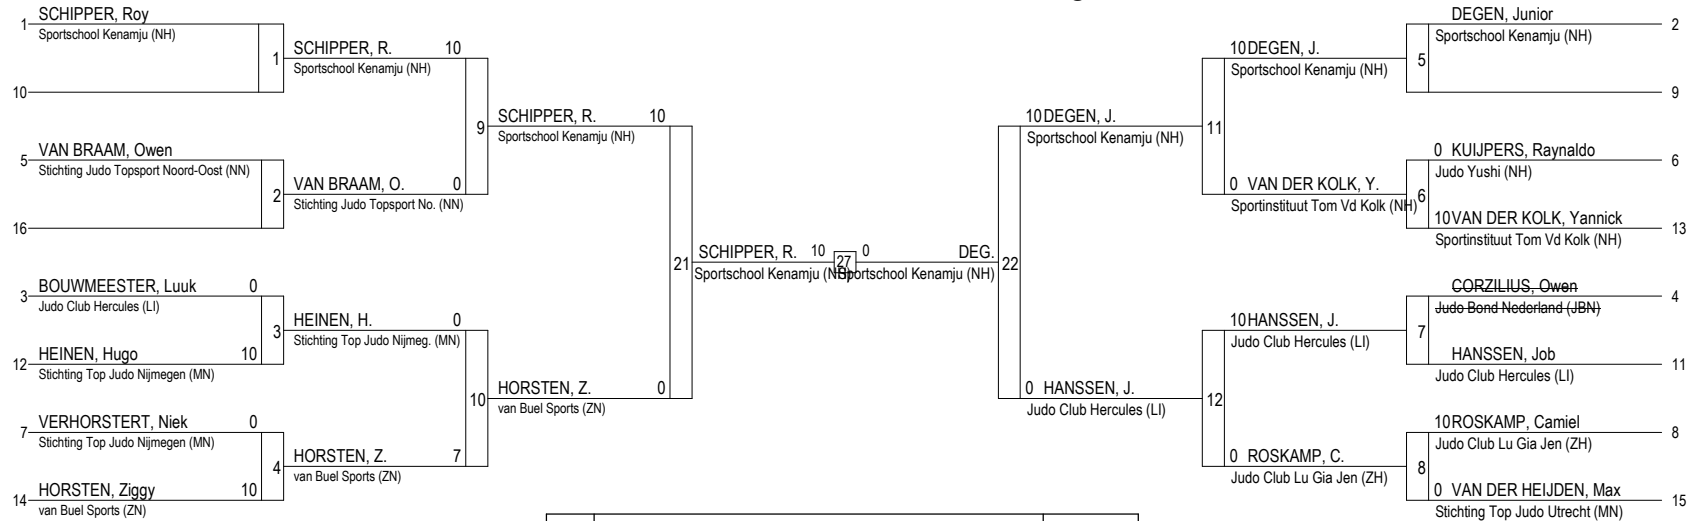 1 SCHIPPER, Roy
Sportschool Kenamju (NH)
10
1
5 VAN BRAAM, Owen
Stichting Judo Topsport Noord-Oost (NN)
16
2
3 BOUWMEESTER, Luuk 0
Judo Club Hercules (LI)
12 HEINEN, Hugo 10
Stichting Top Judo Nijmegen (MN)
3
7 VERHORSTERT, Niek 0
Stichting Top Judo Nijmegen (MN)
14 HORSTEN, Ziggy 10
van Buel Sports (ZN)
4
SCHIPPER, R. 10
Sportschool Kenamju (NH)
VAN BRAAM, O. 0
Stichting Judo Topsport No. (NN)
9
HEINEN, H. 0
Stichting Top Judo Nijmeg. (MN)
HORSTEN, Z. 7
van Buel Sports (ZN)
10
SCHIPPER, R. 10
Sportschool Kenamju (NH)
HORSTEN, Z. 0
van Buel Sports (ZN)
21
SCHIPPER, R. 10
Sportschool Kenamju (NH)
27
0 DEG.
Sportschool Kenamju (NH)
22
10 DEGEN, J.
Sportschool Kenamju (NH)
0 HANSSEN, J.
Judo Club Hercules (LI)
11
10 DEGEN, J.
Sportschool Kenamju (NH)
0 VAN DER KOLK, Y.
Sportinstituut Tom Vd Kolk (NH)
12
10 HANSSEN, J.
Judo Club Hercules (LI)
0 ROSKAMP, C.
Judo Club Lu Gia Jen (ZH)
5
DEGEN, Junior 2
Sportschool Kenamju (NH)
9
6
0 KUIJPERS, Raynaldo 6
Judo Yushi (NH)
10 VAN DER KOLK, Yannick 13
Sportinstituut Tom Vd Kolk (NH)
7
CORZILIUS, Owen 4
Judo Bond Nederland (JBN)
HANSSEN, Job 11
Judo Club Hercules (LI)
8
10 ROSKAMP, Camiel 8
Judo Club Lu Gia Jen (ZH)
0 VAN DER HEIJDEN, Max 15
Stichting Top Judo Utrecht (MN)